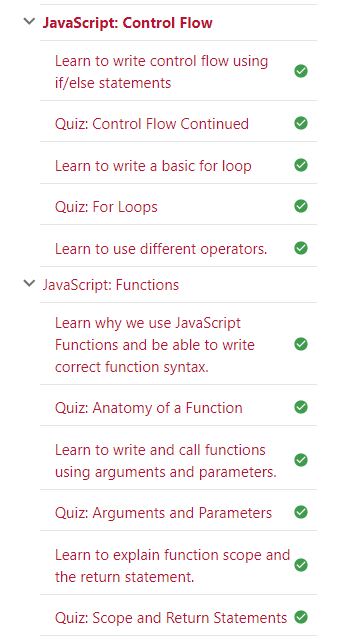 JavaScript: Control Flow
Learn to write control flow using
if/else statements
Quiz: Control Flow Continued
Learn to write a basic for loop
Quiz: For Loops
Learn to use different operators.
JavaScript: Functions
Learn why we use JavaScript
Functions and be able to write
correct function syntax.
Quiz: Anatomy of a Function
Learn to write and call functions
using arguments and parameters.
Quiz: Arguments and Parameters
Learn to explain function scope and
the return statement.
Quiz: Scope and Return Statements